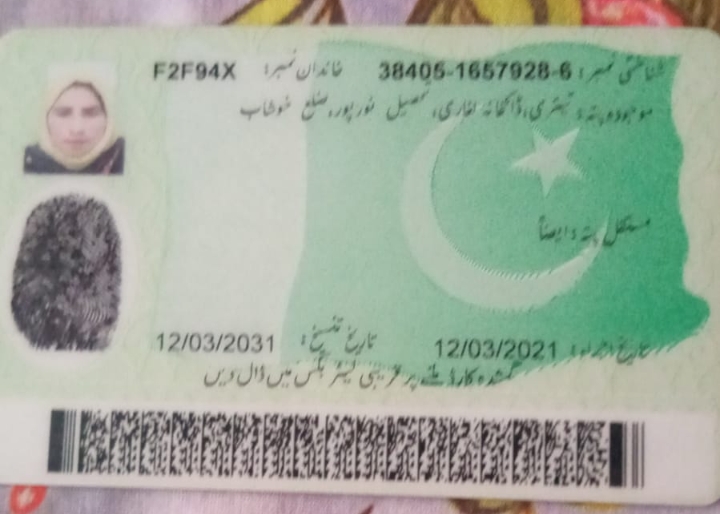 شناختی نمبر: 38405-1657928-6 خاندان نمبر: F2F94X
موجودہ پتہ: ڈاکخانہ لغاری، تحصیل نورپور، ضلع خوشاب
مستقل پتہ: ایضاً
تاریخ اجراء: 12/03/2021 تاریخ تنسیخ: 12/03/2031
گمشدہ کارڈ ملنے پر قریبی لیٹر بکس میں ڈال دیں